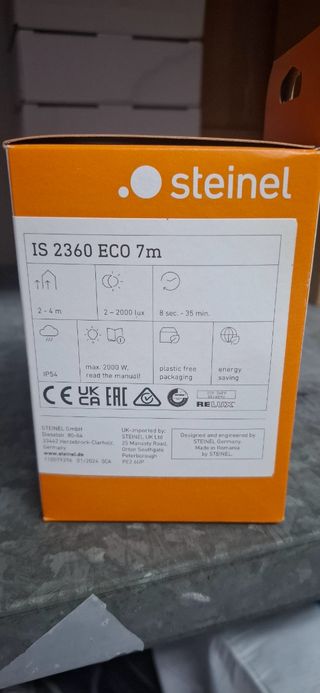 steinel
IS 2360 ECO 7m
2 - 4 m
2 – 2000 lux
8 sec. - 35 min.
IP54
max. 2000 W,
read the manual!
plastic free
packaging
energy
saving
CE UK CA EAC
RELUX
STEINEL GmbH
Dieselstr. 80-84
33442 Herzebrock-Clarholz,
Germany
www.steinel.de
01/2024
UK-imported by:
STEINEL UK Ltd
25 Manasty Road,
Orton Southgate
Peterborough
PE2 6UP
Designed and engineered by
STEINEL Germany.
Made in Romania
by STEINEL.